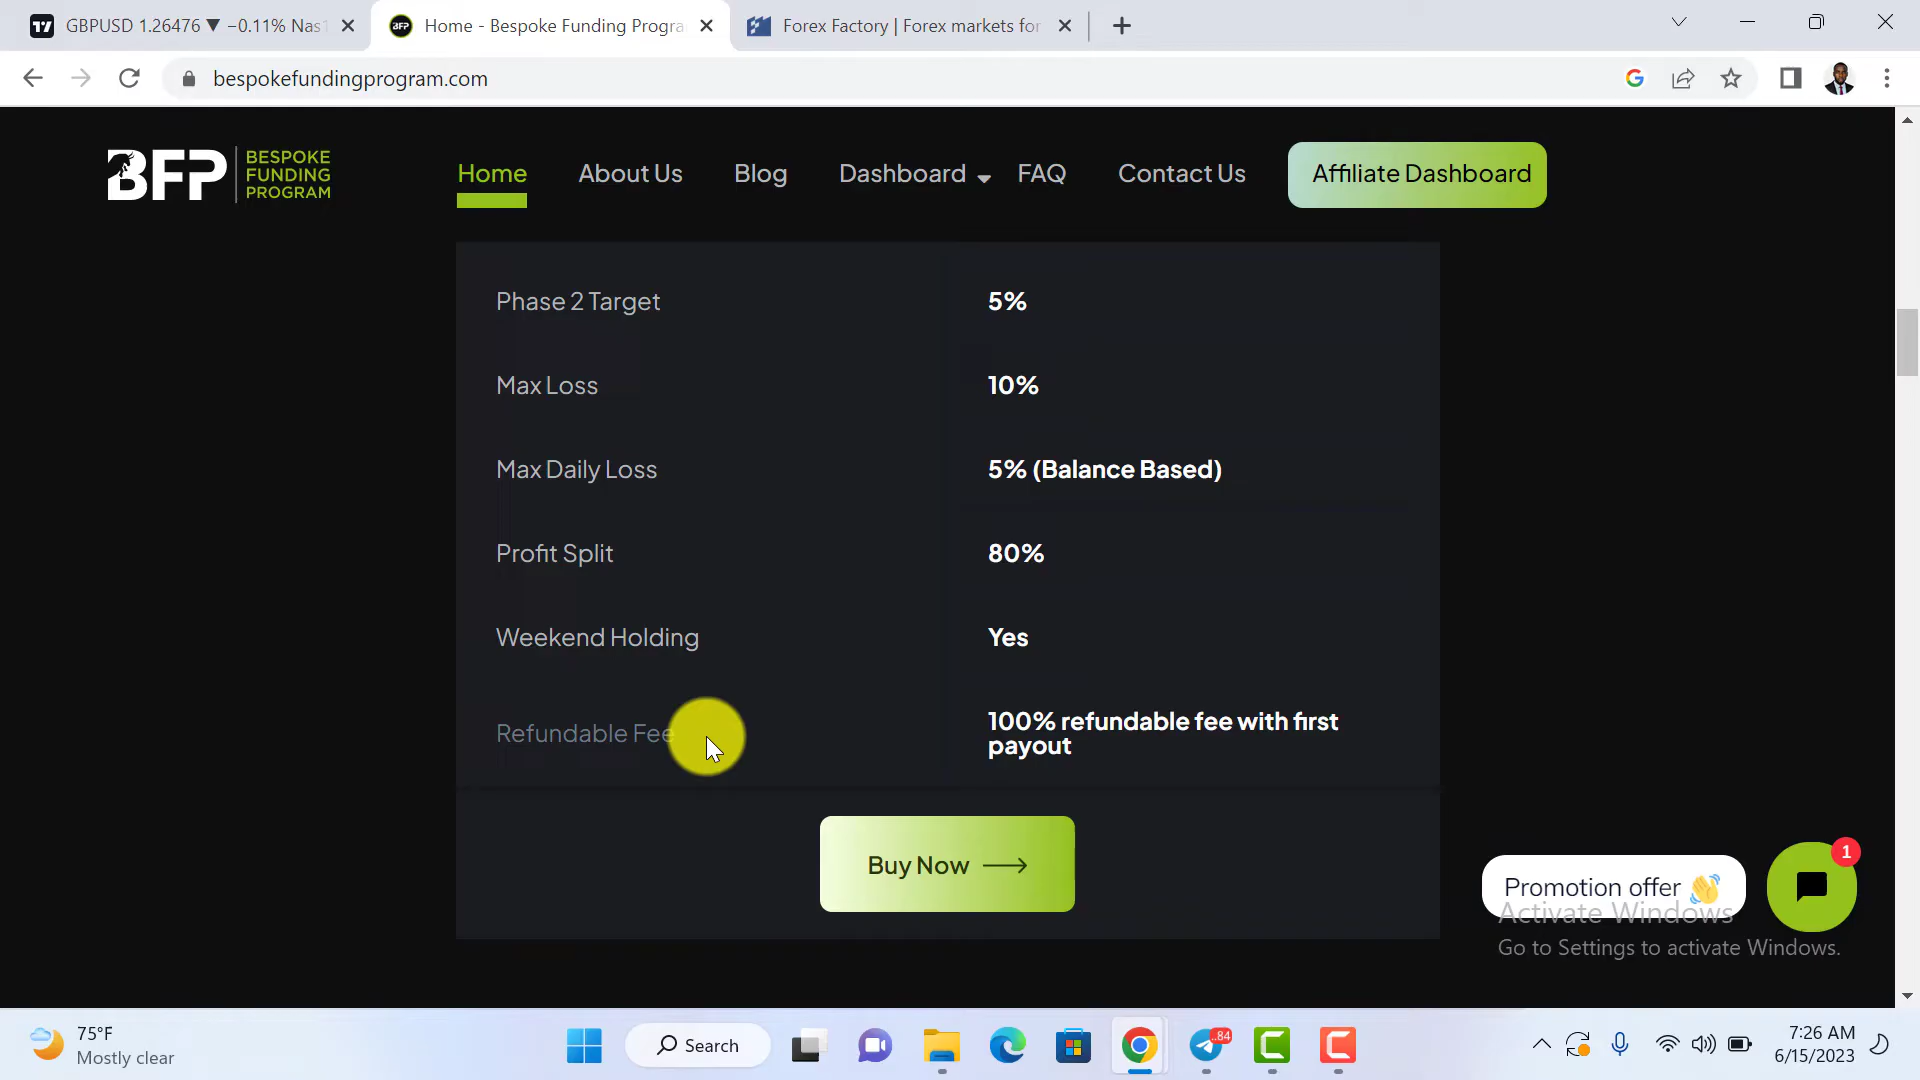 GBPUSD 1.26476 ▼ −0.11% Nas
Home - Bespoke Funding Progra
Forex Factory | Forex markets for
bespokefundingprogram.com
BFP BESPOKE
FUNDING
PROGRAM
Home
About Us
Blog
Dashboard
FAQ
Contact Us
Affiliate Dashboard
Phase 2 Target 5%
Max Loss 10%
Max Daily Loss 5% (Balance Based)
Profit Split 80%
Weekend Holding Yes
Refundable Fee 100% refundable fee with first
payout
Buy Now
1
Promotion offer 👋
Activate Windows
Go to Settings to activate Windows.
75°F
Mostly clear
Search
..84
7:26 AM
6/15/2023